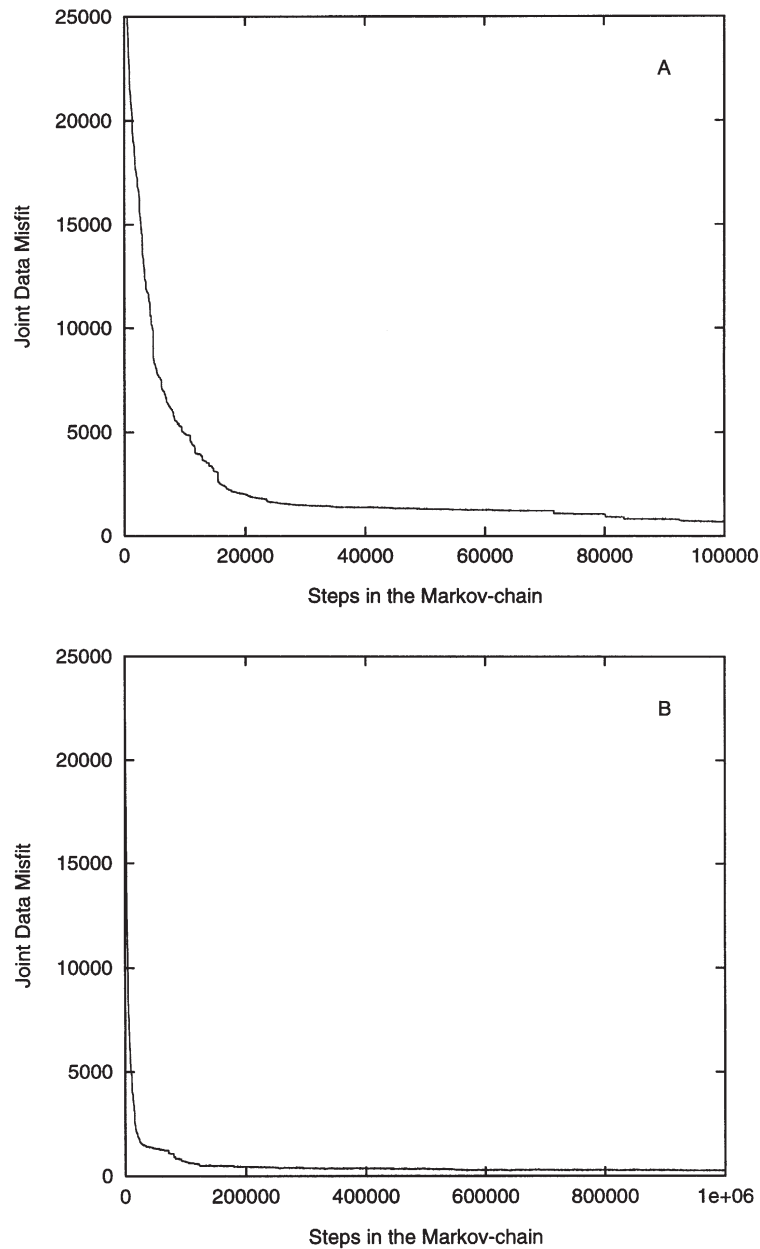 25000
A
20000
15000
Joint Data Misfit
10000
5000
0
0 20000 40000 60000 80000 100000
Steps in the Markov-chain
25000
B
20000
15000
Joint Data Misfit
10000
5000
0
0 200000 400000 600000 800000 1e+06
Steps in the Markov-chain